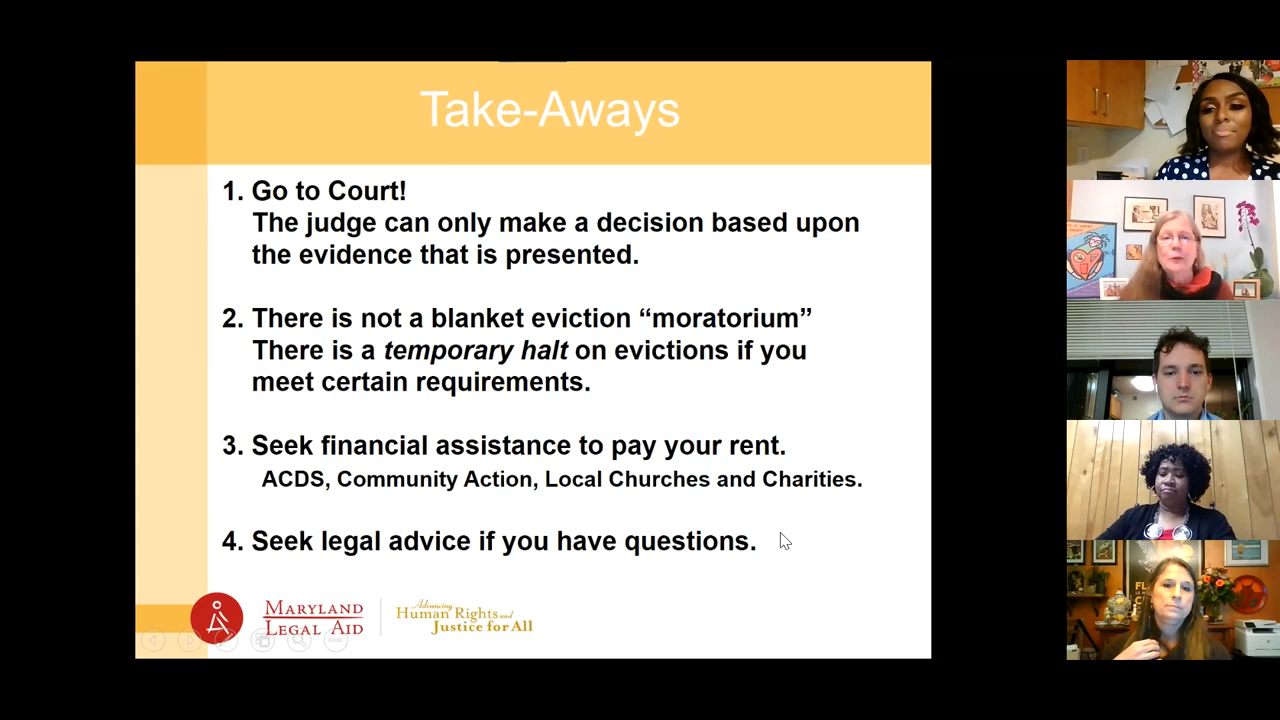 Take-Aways
1. Go to Court!
The judge can only make a decision based upon
the evidence that is presented.
2. There is not a blanket eviction “moratorium”
There is a temporary halt on evictions if you
meet certain requirements.
3. Seek financial assistance to pay your rent.
ACDS, Community Action, Local Churches and Charities.
4. Seek legal advice if you have questions.
MARYLAND
LEGAL AID
Advancing
Human Rights and
Justice for All